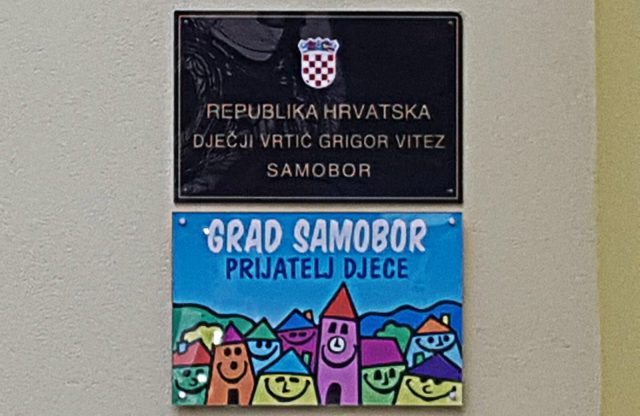 REPUBLIKA HRVATSKA
DJEČJI VRTIĆ GRIGOR VITEZ
SAMOBOR
GRAD SAMOBOR
PRIJATELJ DJECE